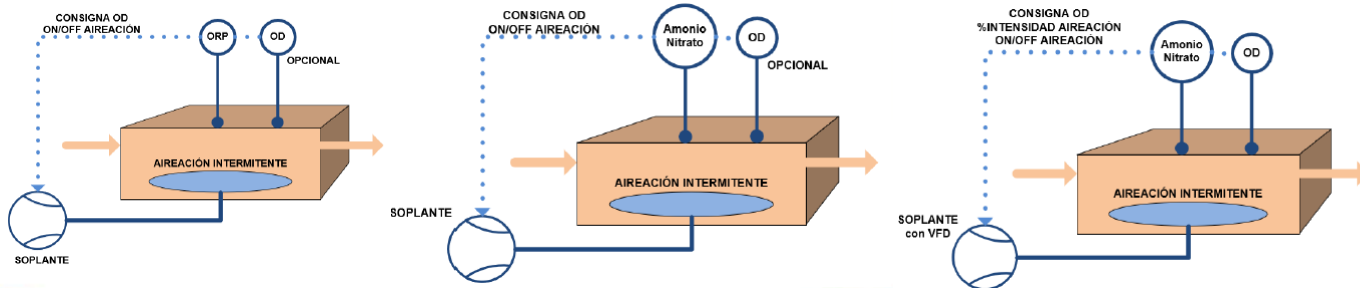 CONSIGNA OD
ON/OFF AIREACIÓN
ORP
OD
OPCIONAL
AIREACIÓN INTERMITENTE
SOPLANTE
CONSIGNA OD
ON/OFF AIREACIÓN
Amonio
Nitrato
OD
OPCIONAL
AIREACIÓN INTERMITENTE
SOPLANTE
CONSIGNA OD
%INTENSIDAD AIREACIÓN
ON/OFF AIREACIÓN
Amonio
Nitrato
OD
AIREACIÓN INTERMITENTE
SOPLANTE
con VFD